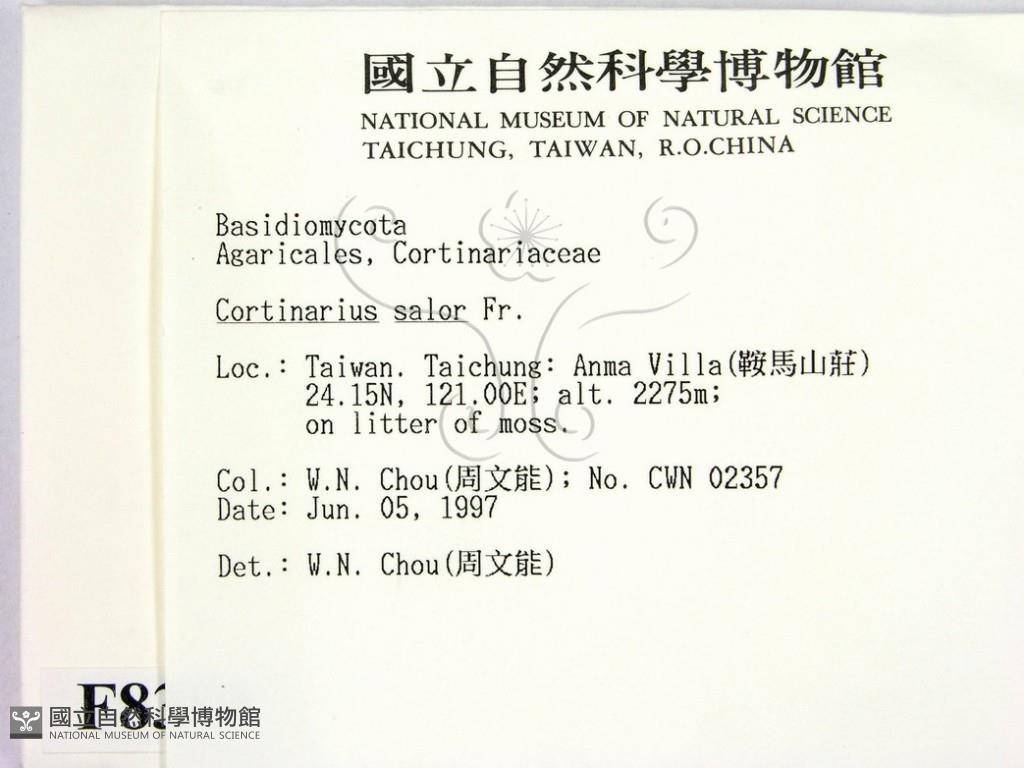 國立自然科學博物館
NATIONAL MUSEUM OF NATURAL SCIENCE
TAICHUNG, TAIWAN, R.O.CHINA
Basidiomycota
Agaricales, Cortinariaceae
Cortinarius salor Fr.
Loc.: Taiwan. Taichung: Anma Villa(鞍馬山莊)
24.15N, 121.00E; alt. 2275m;
on litter of moss.
Col.: W.N. Chou(周文能); No. CWN 02357
Date: Jun. 05, 1997
Det.: W.N. Chou(周文能)
國立自然科學博物館
NATIONAL MUSEUM OF NATURAL SCIENCE